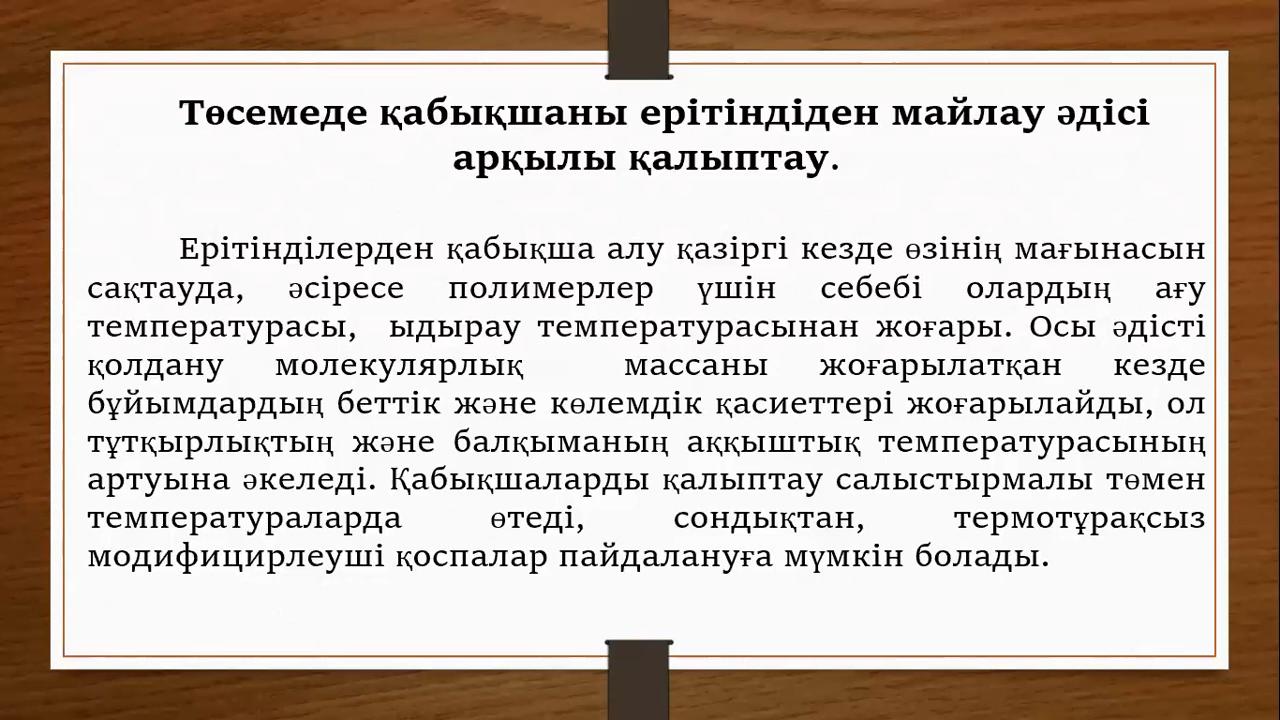 Төсемеде қабықшаны ерітіндіден майлау әдісі
арқылы қалыптау.
Ерітінділерден қабықша алу қазіргі кезде өзінің мағынасын
сақтауда, әсіресе полимерлер үшін себебі олардың ағу
температурасы, ыдырау температурасынан жоғары. Осы әдісті
қолдану молекулярлық массаны жоғарылатқан кезде
бұйымдардың беттік және көлемдік қасиеттері жоғарылайды, ол
тұтқырлықтың және балқыманың аққыштық температурасының
артуына әкеледі. Қабықшаларды қалыптау салыстырмалы төмен
температураларда өтеді, сондықтан, термотұрақсыз
модифицирлеуші қоспалар пайдалануға мүмкін болады.